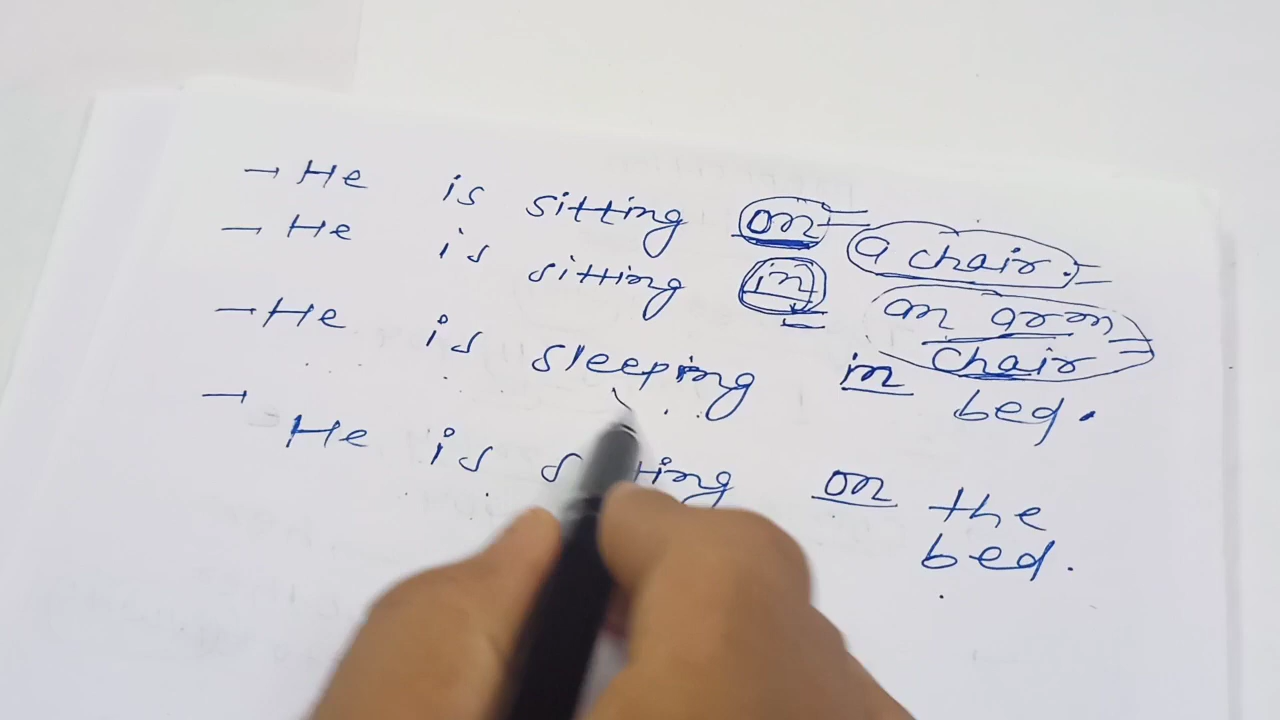 → He is sitting on a chair.
→ He is sitting in an arm
chair
→ He is sleeping in bed.
→ He is on the
bed.